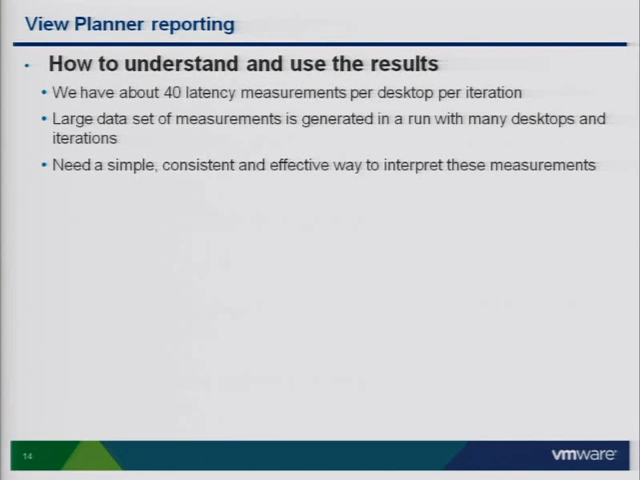 View Planner reporting
• How to understand and use the results
• We have about 40 latency measurements per desktop per iteration
• Large data set of measurements is generated in a run with many desktops and
iterations
• Need a simple, consistent and effective way to interpret these measurements
14
vmware